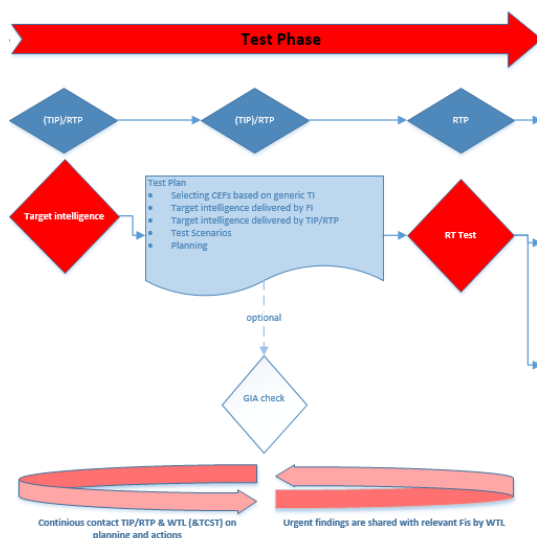 Test Phase
(TIP)/RTP
(TIP)/RTP
RTP
Target intelligence
Test Plan
Selecting CEFs based on generic TI
Target intelligence delivered by FI
Target intelligence delivered by TIP/RTP
Test Scenarios
Planning
RT Test
optional
GIA check
Continious contact TIP/RTP & WTL (&TCST) on
planning and actions
Urgent findings are shared with relevant Fis by WTL